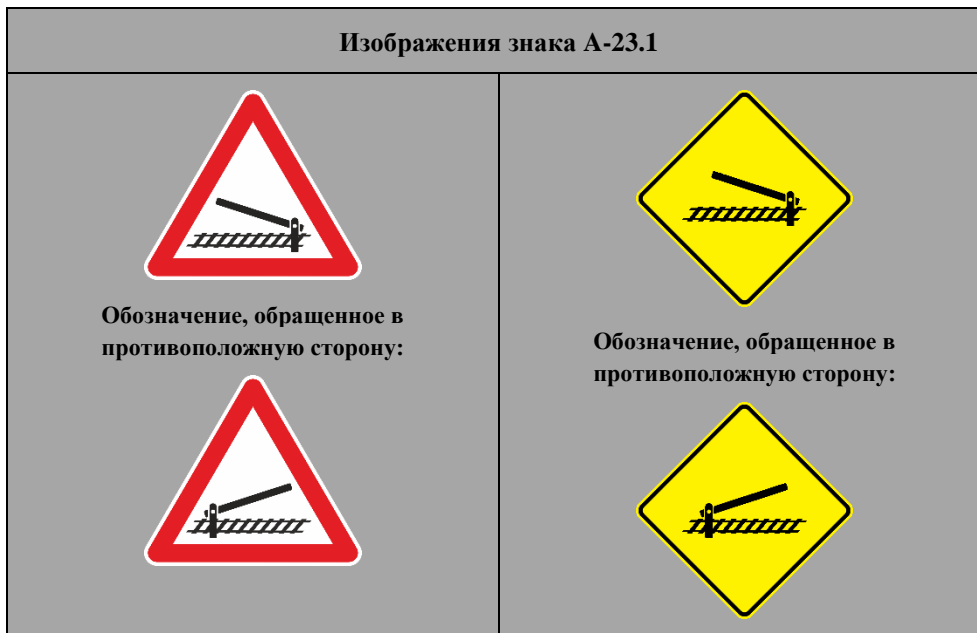 Изображения знака А-23.1
Обозначение, обращенное в
противоположную сторону:
Обозначение, обращенное в
противоположную сторону: